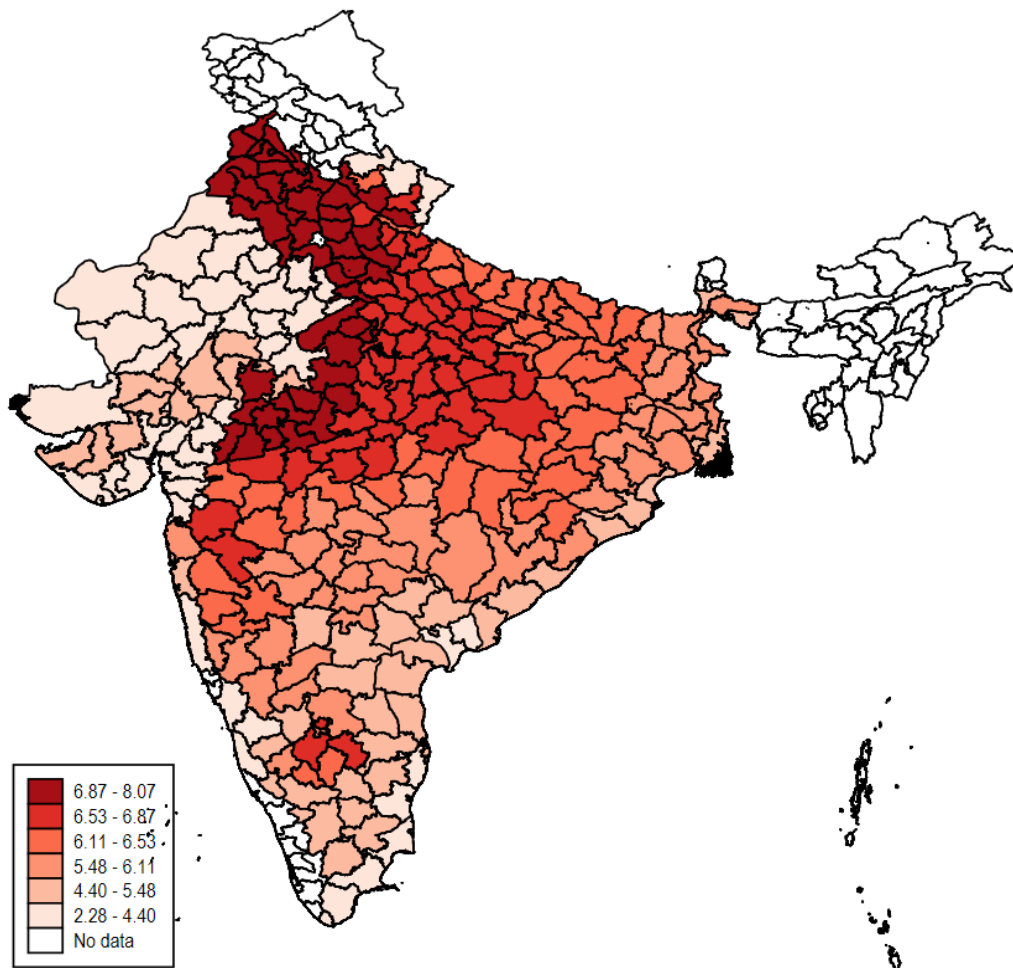 6.87 - 8.07
6.53 - 6.87
6.11 - 6.53
5.48 - 6.11
4.40 - 5.48
2.28 - 4.40
No data